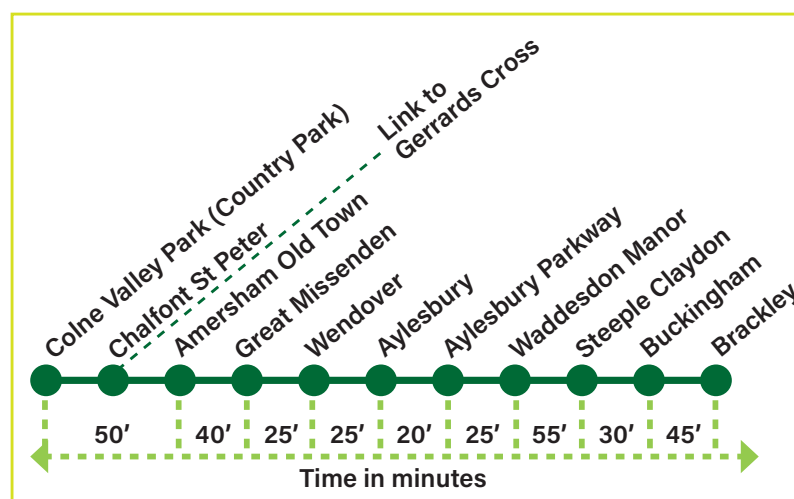 Colne Valley Park (Country Park)
Chalfont St Peter
Link to
Gerrards Cross
Amersham Old Town
Great Missenden
Wendover
Aylesbury
Aylesbury Parkway
Waddesdon Manor
Steeple Claydon
Buckingham
Brackley
50′ 40′ 25′ 25′ 20′ 25′ 55′ 30′ 45′
Time in minutes